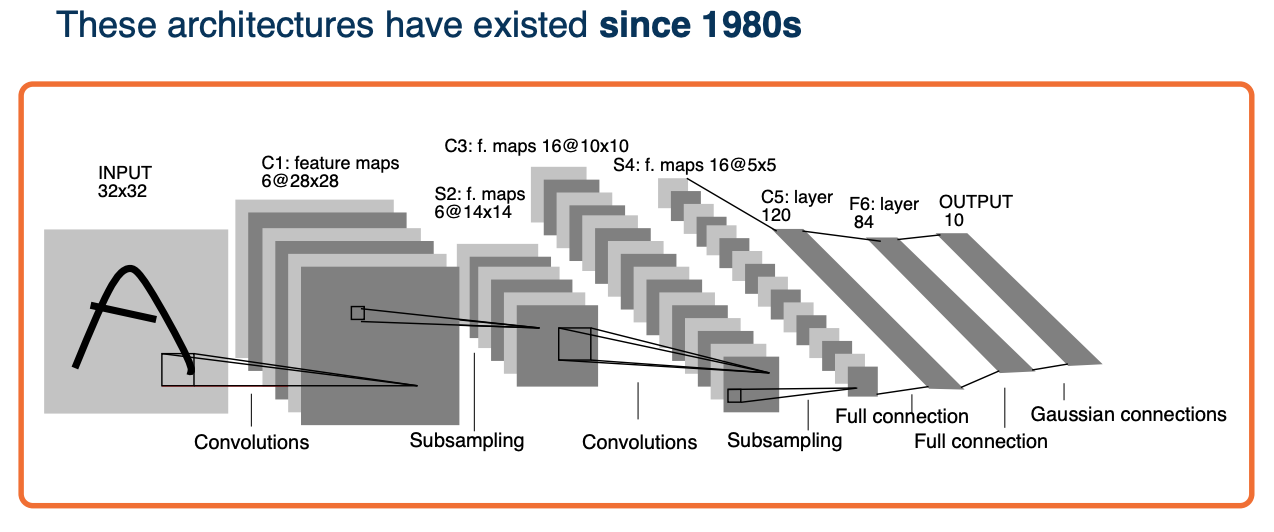 These architectures have existed since 1980s
INPUT
32x32
C1: feature maps
6@28x28
S2: f. maps
6@14x14
C3: f. maps 16@10x10
S4: f. maps 16@5x5
C5: layer
120
F6: layer
84
OUTPUT
10
A
Convolutions
Subsampling
Convolutions
Subsampling
Full connection
Full connection
Gaussian connections